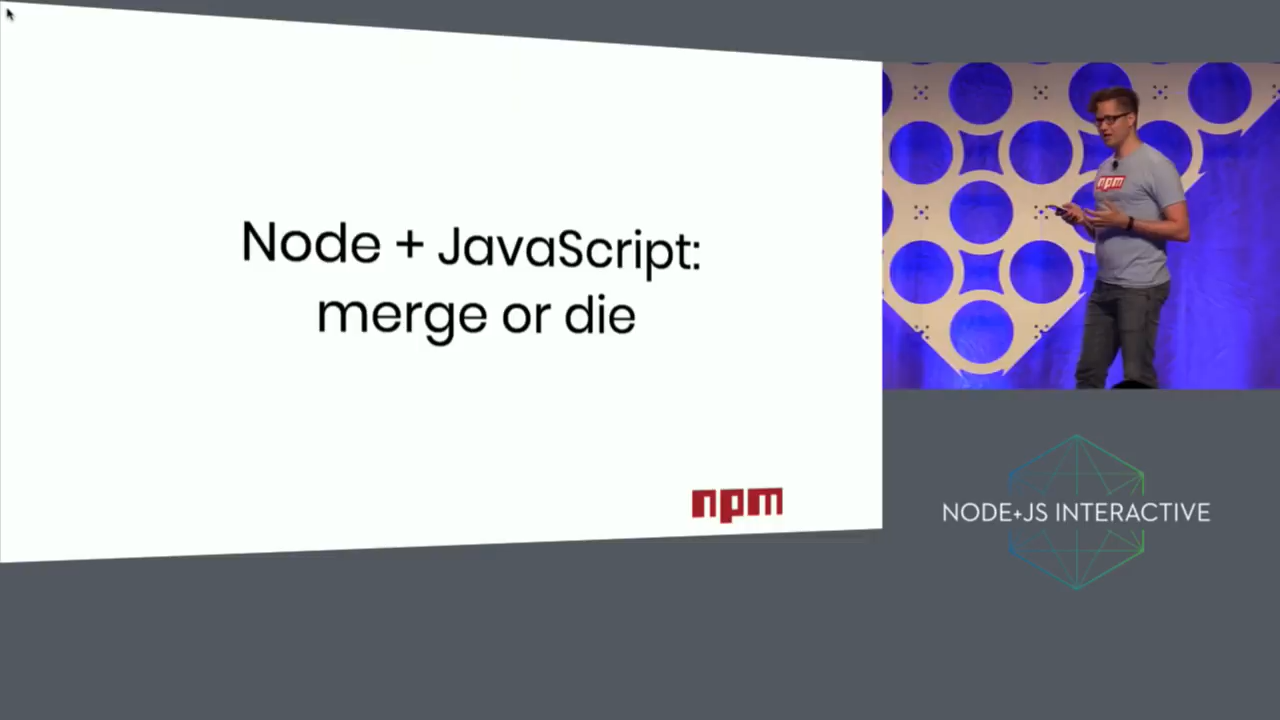 Node + JavaScript:
merge or die
npm
npm
NODE+JS INTERACTIVE